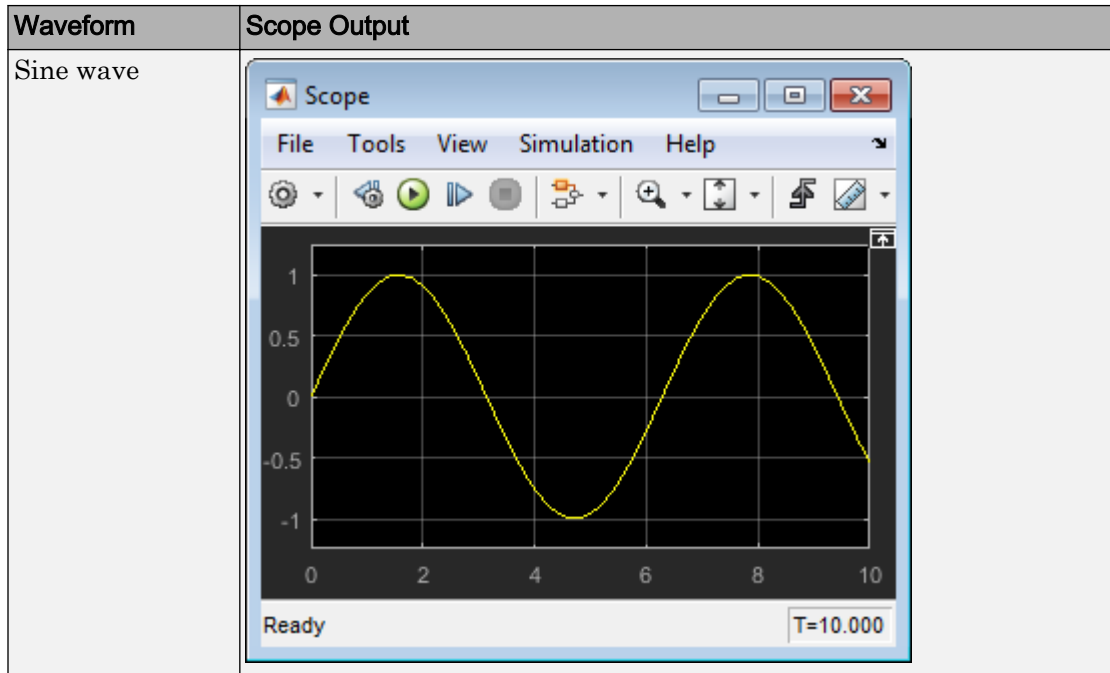 Waveform Scope Output
Sine wave
Scope
File Tools View Simulation Help
1
0.5
0
-0.5
-1
0 2 4 6 8 10
Ready T=10.000